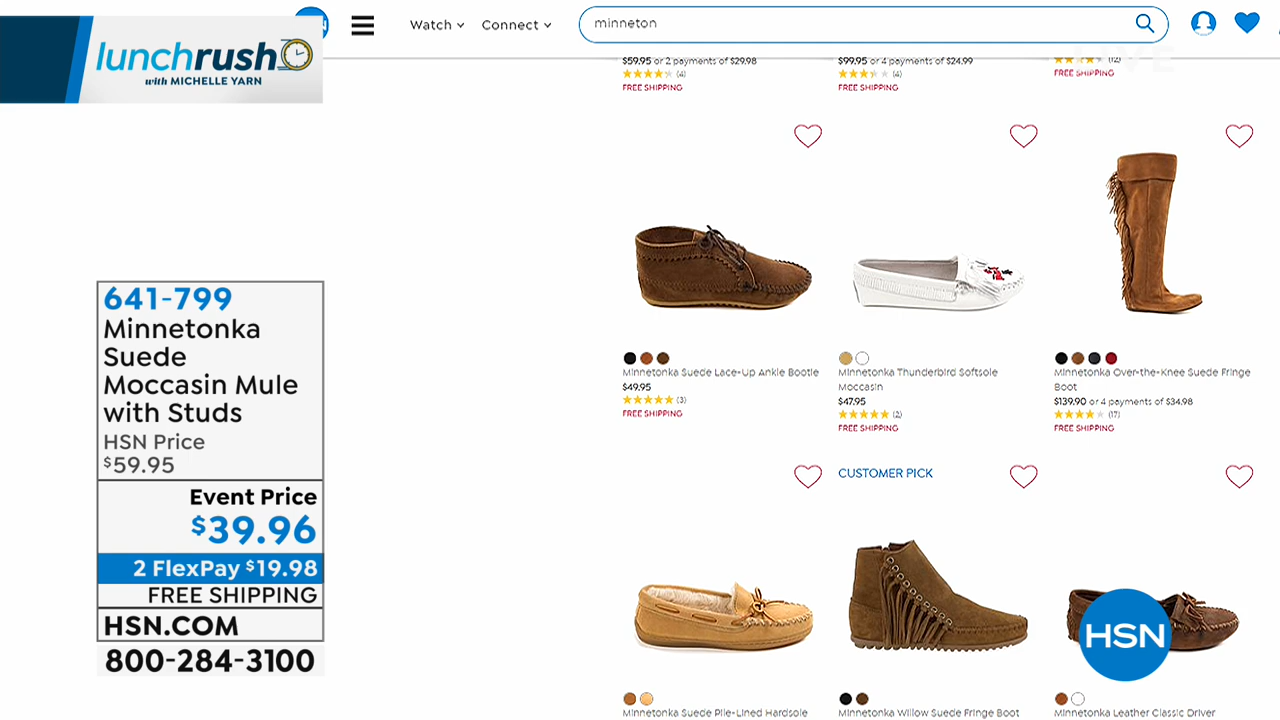 lunchrush
with MICHELLE YARN
Watch
Connect
minneton
LIVE
$59.95 or 2 payments of $29.98
(4)
FREE SHIPPING
$99.95 or 4 payments of $24.99
(4)
FREE SHIPPING
(12)
FREE SHIPPING
641-799
Minnetonka
Suede
Moccasin Mule
with Studs
HSN Price
$59.95
Event Price
$39.96
2 FlexPay $19.98
FREE SHIPPING
HSN.COM
800-284-3100
Minnetonka Suede Lace-Up Ankle Bootie
$49.95
(3)
FREE SHIPPING
Minnetonka Thunderbird Softsole
Moccasin
$47.95
(2)
FREE SHIPPING
Minnetonka Over-the-Knee Suede Fringe
Boot
$139.90 or 4 payments of $34.98
(17)
FREE SHIPPING
CUSTOMER PICK
Minnetonka Suede Pile-Lined Hardsole
Minnetonka Willow Suede Fringe Boot
Minnetonka Leather Classic Driver
HSN